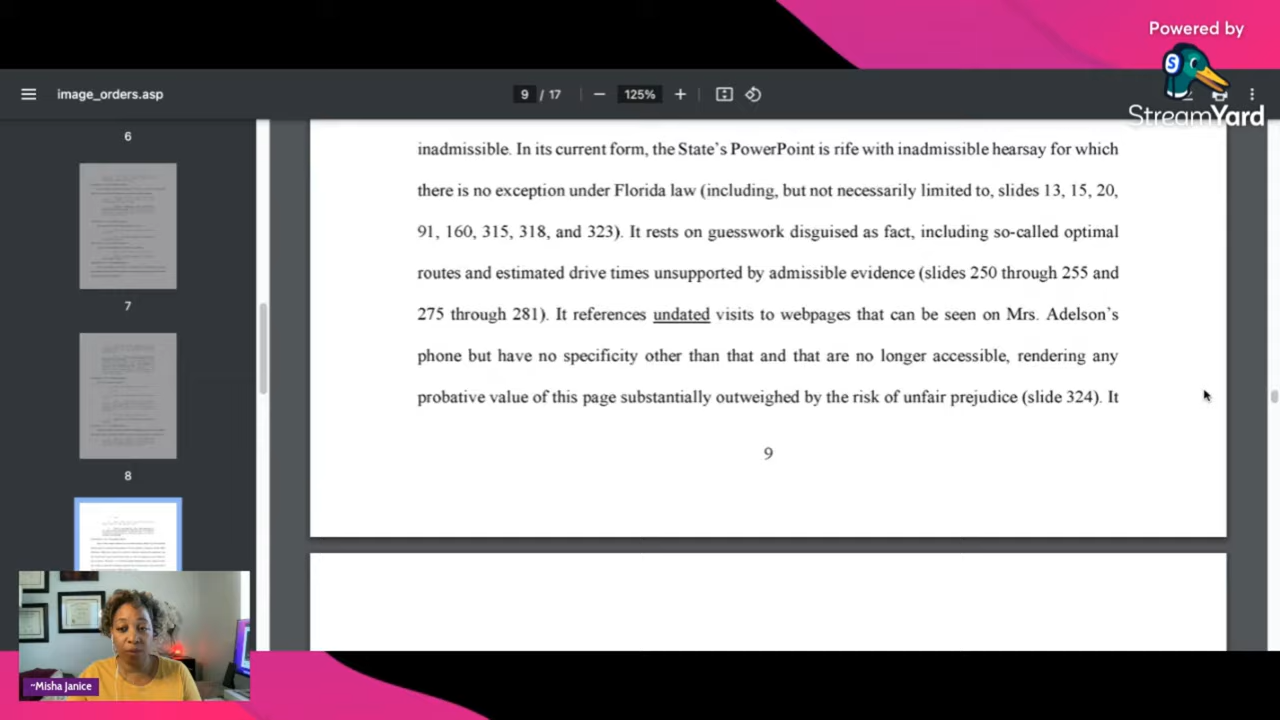 Powered by
StreamYard
image_orders.asp
9 / 17
125%
6
7
8
inadmissible. In its current form, the State's PowerPoint is rife with inadmissible hearsay for which
there is no exception under Florida law (including, but not necessarily limited to, slides 13, 15, 20,
91, 160, 315, 318, and 323). It rests on guesswork disguised as fact, including so-called optimal
routes and estimated drive times unsupported by admissible evidence (slides 250 through 255 and
275 through 281). It references undated visits to webpages that can be seen on Mrs. Adelson's
phone but have no specificity other than that and that are no longer accessible, rendering any
probative value of this page substantially outweighed by the risk of unfair prejudice (slide 324). It
9
~Misha Janice